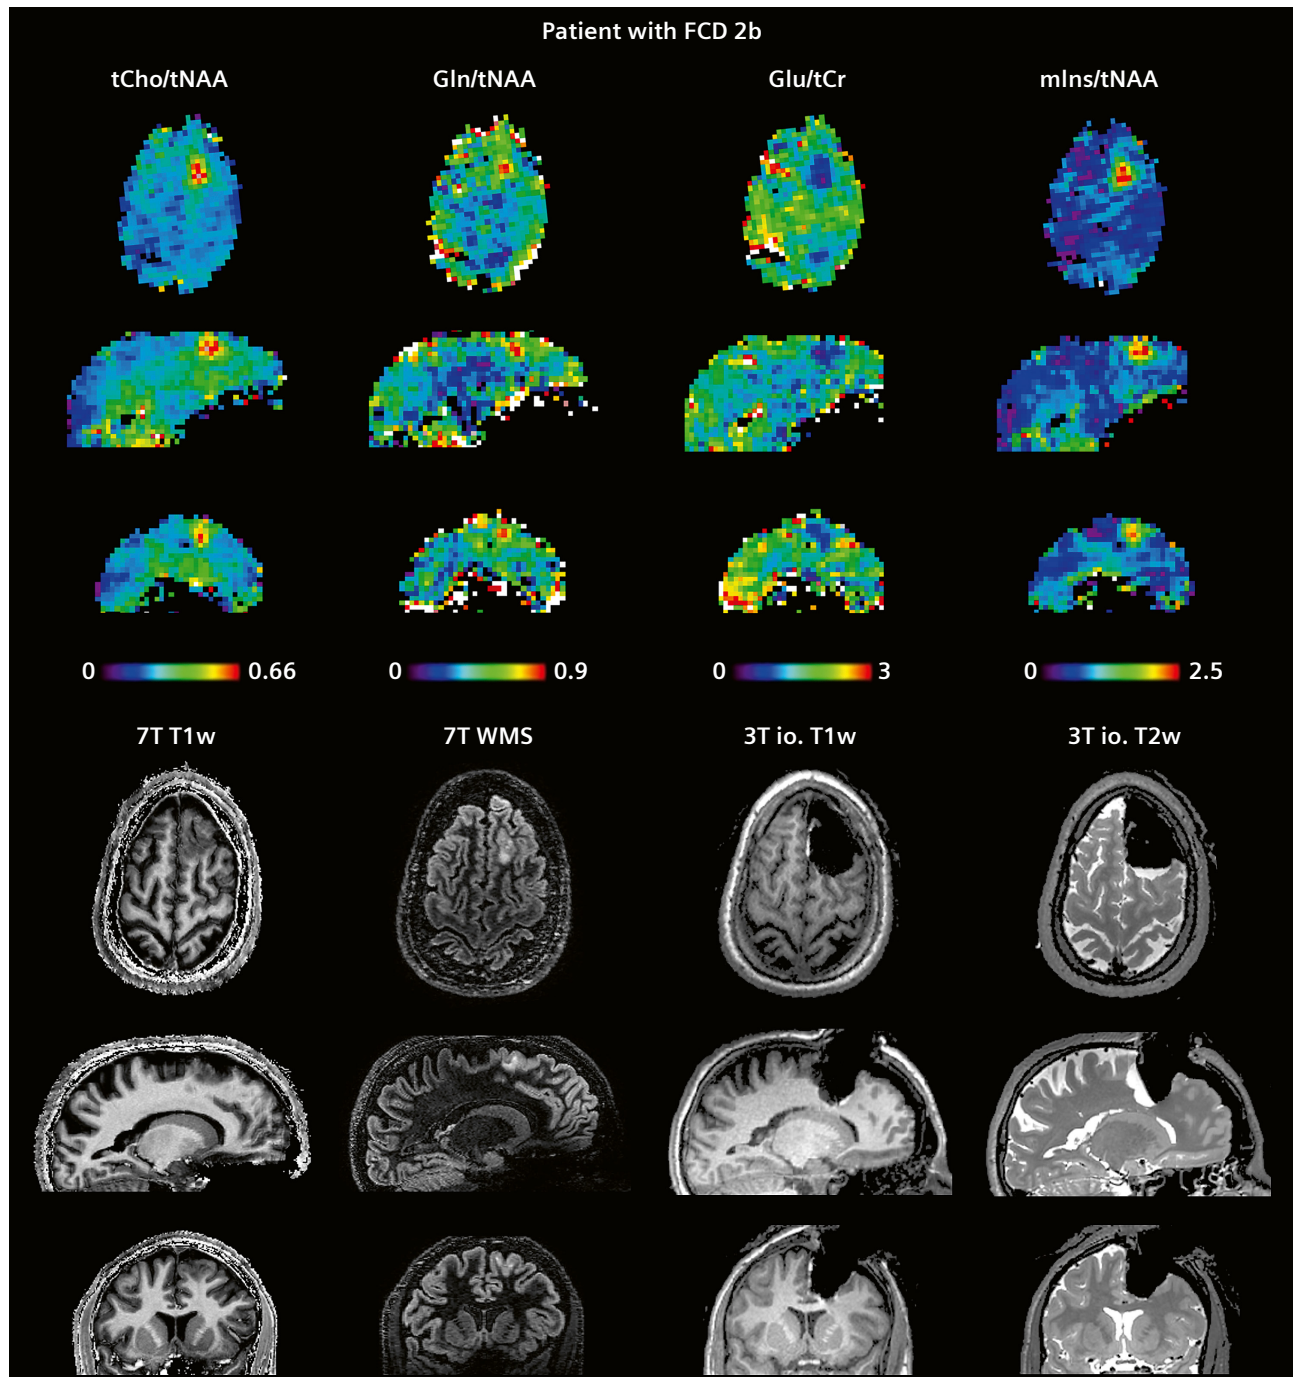 Patient with FCD 2b
tCho/tNAA Gln/tNAA Glu/tCr mIns/tNAA
0 0.66 0 0.9 0 3 0 2.5
7T T1w 7T WMS 3T io. T1w 3T io. T2w